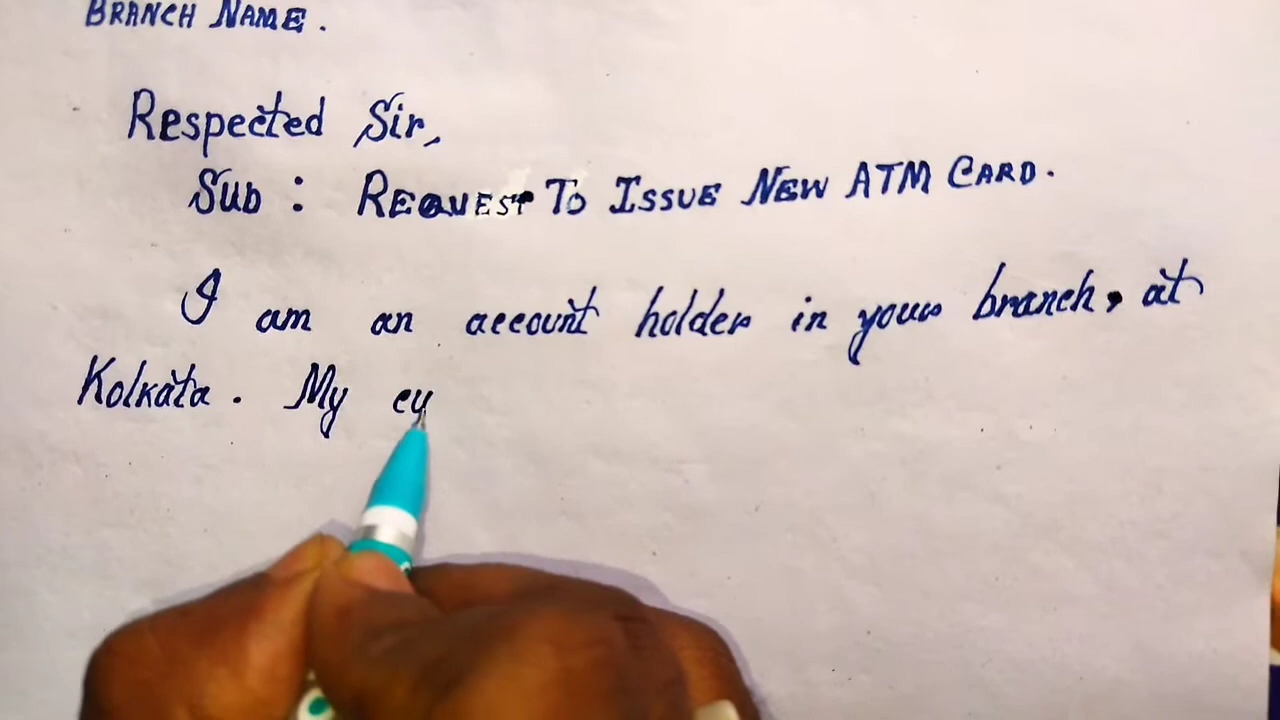 BRANCH NAME.
Respected Sir,
SUB : REQUEST TO ISSUE NEW ATM CARD.
I am an account holder in your branch, at
Kolkata. My cu